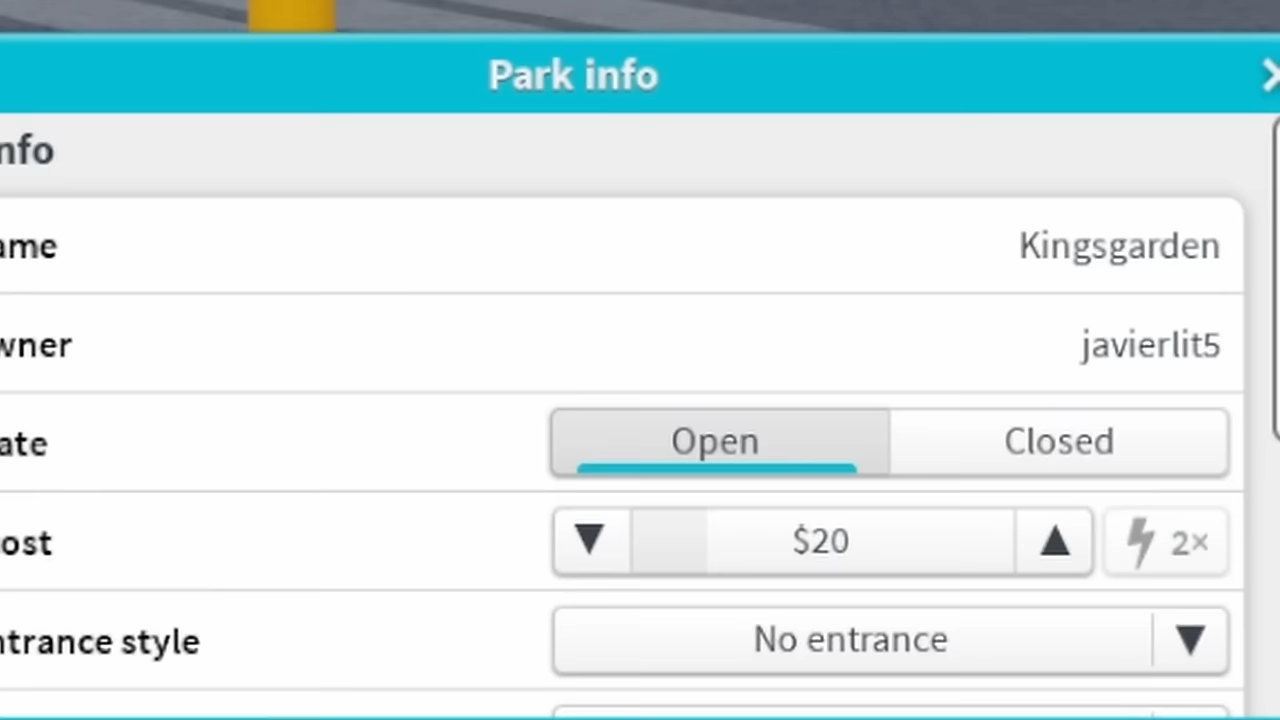 Park info
nfo
ame Kingsgarden
wner javierlit5
ate Open Closed
ost $20 2×
ntrance style No entrance